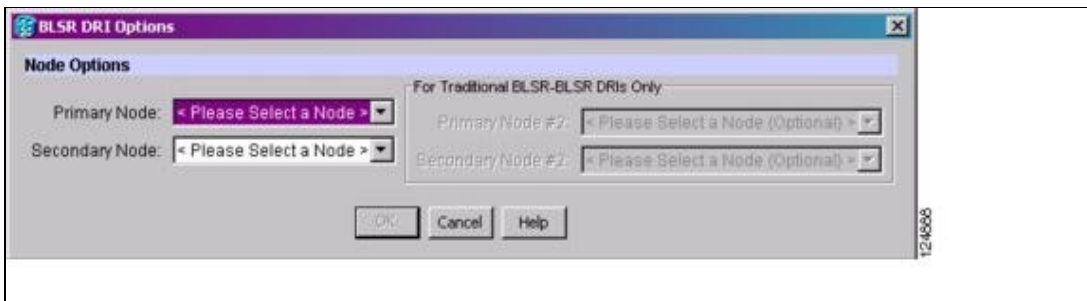 BLSR DRI Options
Node Options
Primary Node: < Please Select a Node >
Secondary Node: < Please Select a Node >
For Traditional BLSR-BLSR DRIs Only
Primary Node #2: < Please Select a Node (Optional) >
Secondary Node #2: < Please Select a Node (Optional) >
OK Cancel Help
124888